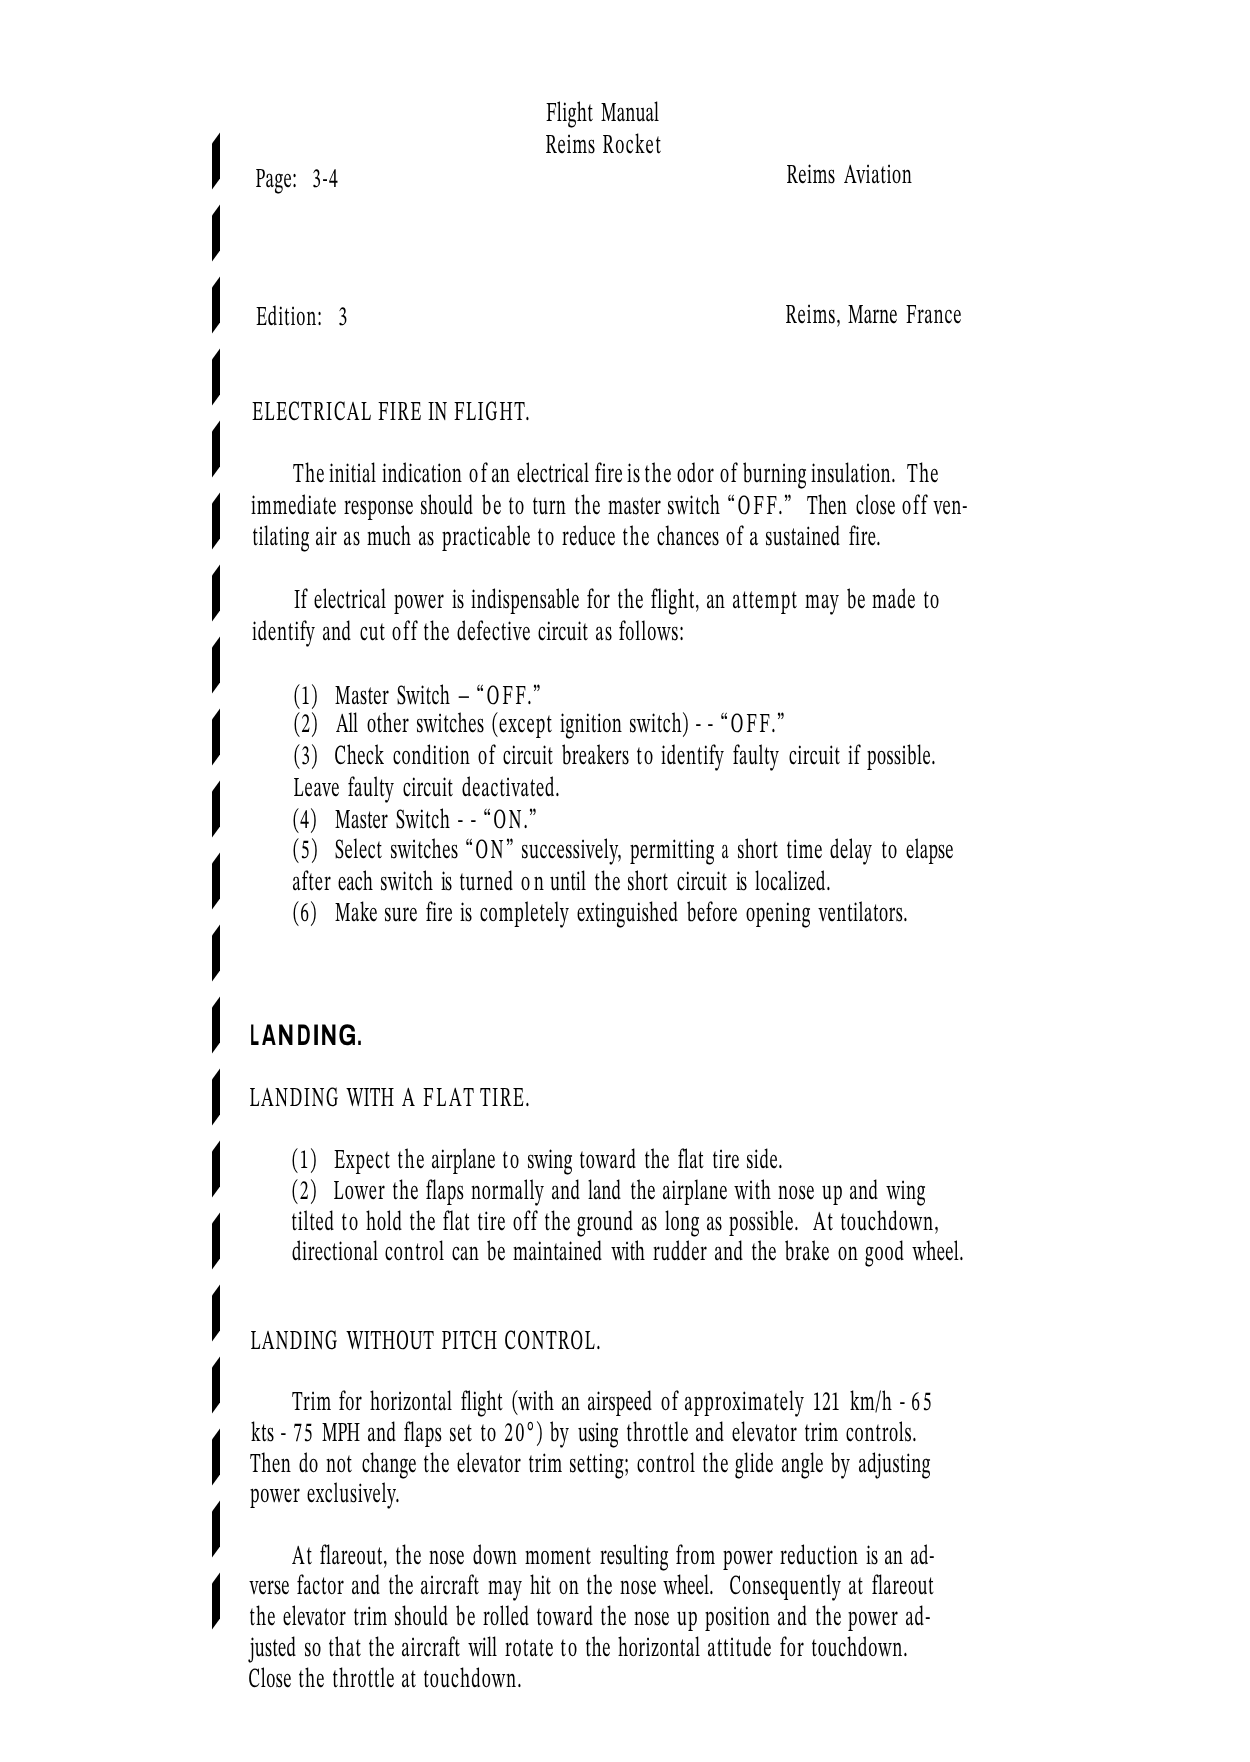 Flight Manual
Reims Rocket
Page: 3-4
Reims Aviation
Edition: 3
Reims, Marne France
ELECTRICAL FIRE IN FLIGHT.
The initial indication of an electrical fire is the odor of burning insulation. The
immediate response should be to turn the master switch “OFF.” Then close off ven-
tilating air as much as practicable to reduce the chances of a sustained fire.
If electrical power is indispensable for the flight, an attempt may be made to
identify and cut off the defective circuit as follows:
(1) Master Switch – “OFF.”
(2) All other switches (except ignition switch) - - “OFF.”
(3) Check condition of circuit breakers to identify faulty circuit if possible.
Leave faulty circuit deactivated.
(4) Master Switch - - “ON.”
(5) Select switches “ON” successively, permitting a short time delay to elapse
after each switch is turned on until the short circuit is localized.
(6) Make sure fire is completely extinguished before opening ventilators.
LANDING.
LANDING WITH A FLAT TIRE.
(1) Expect the airplane to swing toward the flat tire side.
(2) Lower the flaps normally and land the airplane with nose up and wing
tilted to hold the flat tire off the ground as long as possible. At touchdown,
directional control can be maintained with rudder and the brake on good wheel.
LANDING WITHOUT PITCH CONTROL.
Trim for horizontal flight (with an airspeed of approximately 121 km/h - 65
kts - 75 MPH and flaps set to 20°) by using throttle and elevator trim controls.
Then do not change the elevator trim setting; control the glide angle by adjusting
power exclusively.
At flareout, the nose down moment resulting from power reduction is an ad-
verse factor and the aircraft may hit on the nose wheel. Consequently at flareout
the elevator trim should be rolled toward the nose up position and the power ad-
justed so that the aircraft will rotate to the horizontal attitude for touchdown.
Close the throttle at touchdown.